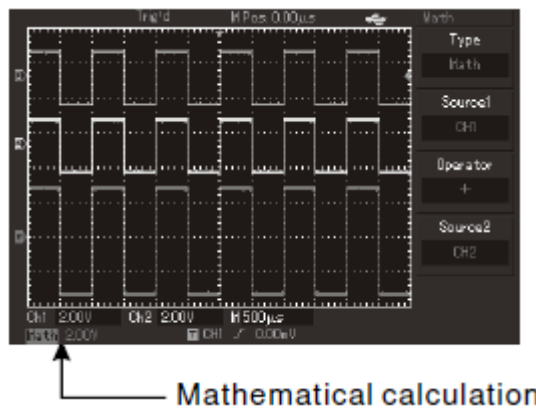 Trig'd M Pos: 0.00μs Math
Type
Math
Source1
CH1
Operator
+
Source2
CH2
Ch1 2.00V Ch2 2.00V M 500μs
Math 2.00V T CH1 0.00mV
Mathematical calculation